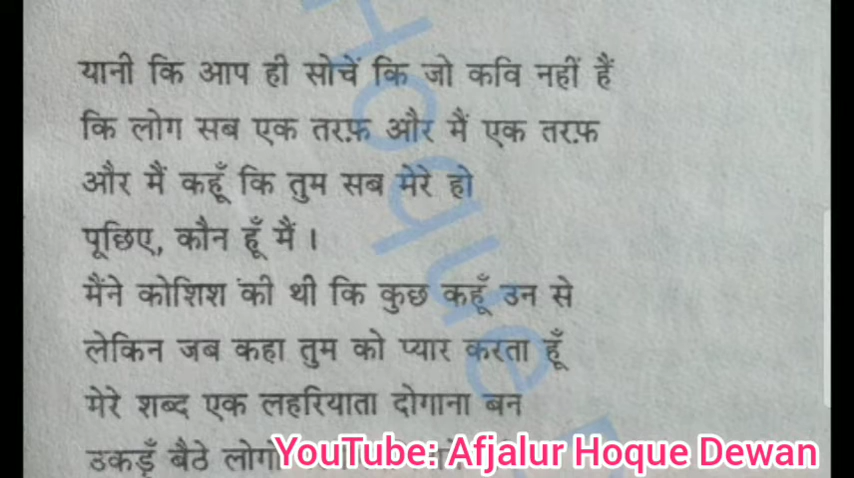 यानी कि आप ही सोचें कि जो कवि नहीं हैं
कि लोग सब एक तरफ़ और मैं एक तरफ़
और मैं कहूँ कि तुम सब मेरे हो
पूछिए, कौन हूँ मैं ।
मैंने कोशिश की थी कि कुछ कहूँ उन से
लेकिन जब कहा तुम को प्यार करता हूँ
मेरे शब्द एक लहरियाता दोगाना बन
उकड़ूँ बैठे लोगों
YouTube: Afjalur Hoque Dewan
Hoque